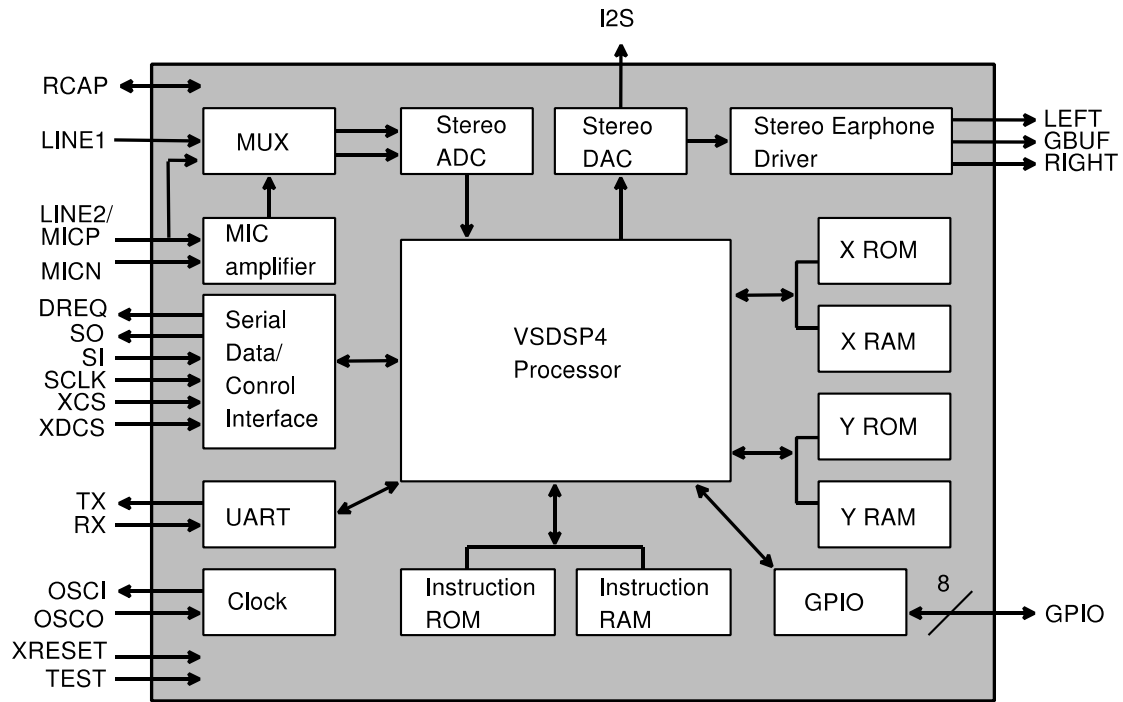 I2S
RCAP
LINE1
LINE2/
MICP
MICN
DREQ
SO
SI
SCLK
XCS
XDCS
TX
RX
OSCI
OSCO
XRESET
TEST
MUX
Stereo
ADC
Stereo
DAC
Stereo Earphone
Driver
LEFT
GBUF
RIGHT
MIC
amplifier
Serial
Data/
Conrol
Interface
VSDSP4
Processor
X ROM
X RAM
Y ROM
Y RAM
UART
Clock
Instruction
ROM
Instruction
RAM
GPIO
8
GPIO